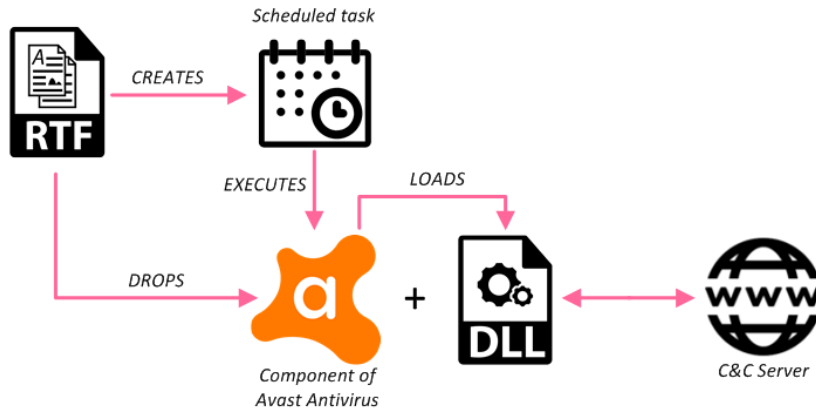 Scheduled task
A
RTF
CREATES
EXECUTES
LOADS
DROPS
a
+
DLL
www
Component of
Avast Antivirus
C&C Server